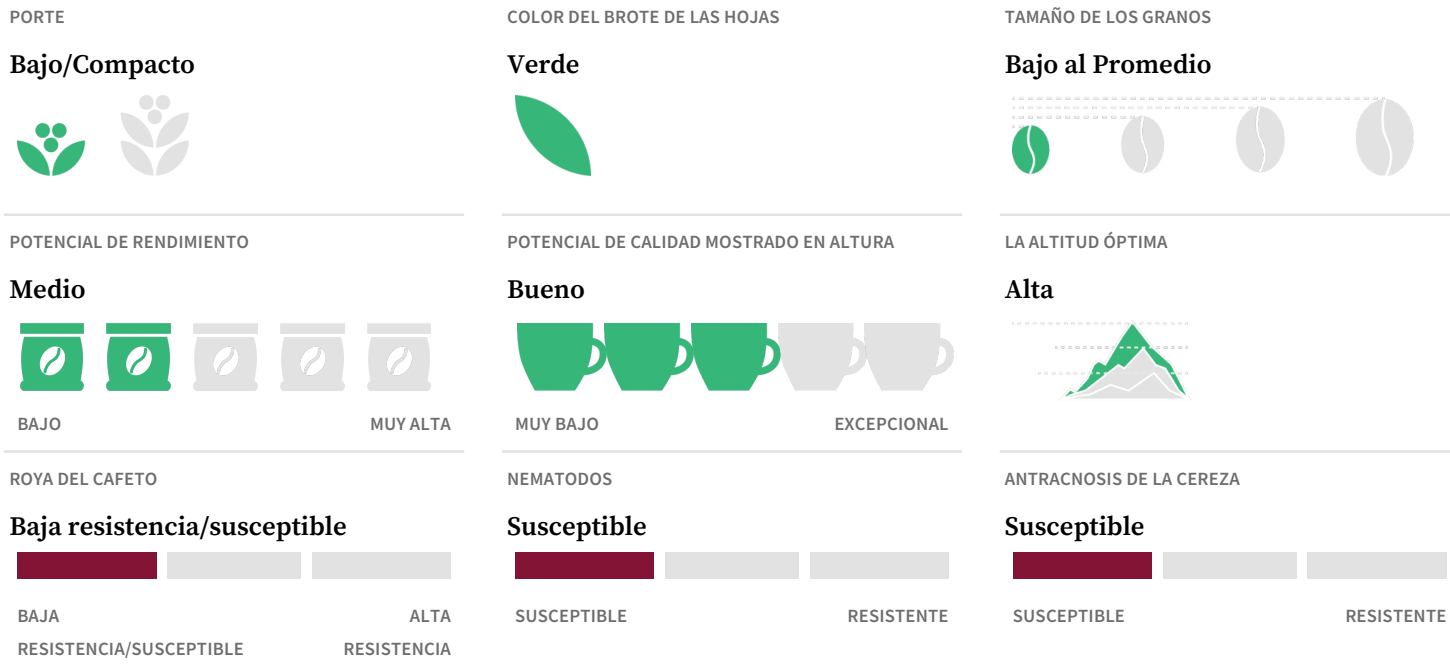 PORTE
Bajo/Compacto
COLOR DEL BROTE DE LAS HOJAS
Verde
TAMAÑO DE LOS GRANOS
Bajo al Promedio
POTENCIAL DE RENDIMIENTO
Medio
BAJO
MUY ALTA
POTENCIAL DE CALIDAD MOSTRADO EN ALTURA
Bueno
MUY BAJO
EXCEPCIONAL
LA ALTITUD ÓPTIMA
Alta
ROYA DEL CAFETO
Baja resistencia/susceptible
BAJA
RESISTENCIA/SUSCEPTIBLE
ALTA
RESISTENCIA
NEMATODOS
Susceptible
SUSCEPTIBLE
RESISTENTE
ANTRACNOSIS DE LA CEREZA
Susceptible
SUSCEPTIBLE
RESISTENTE